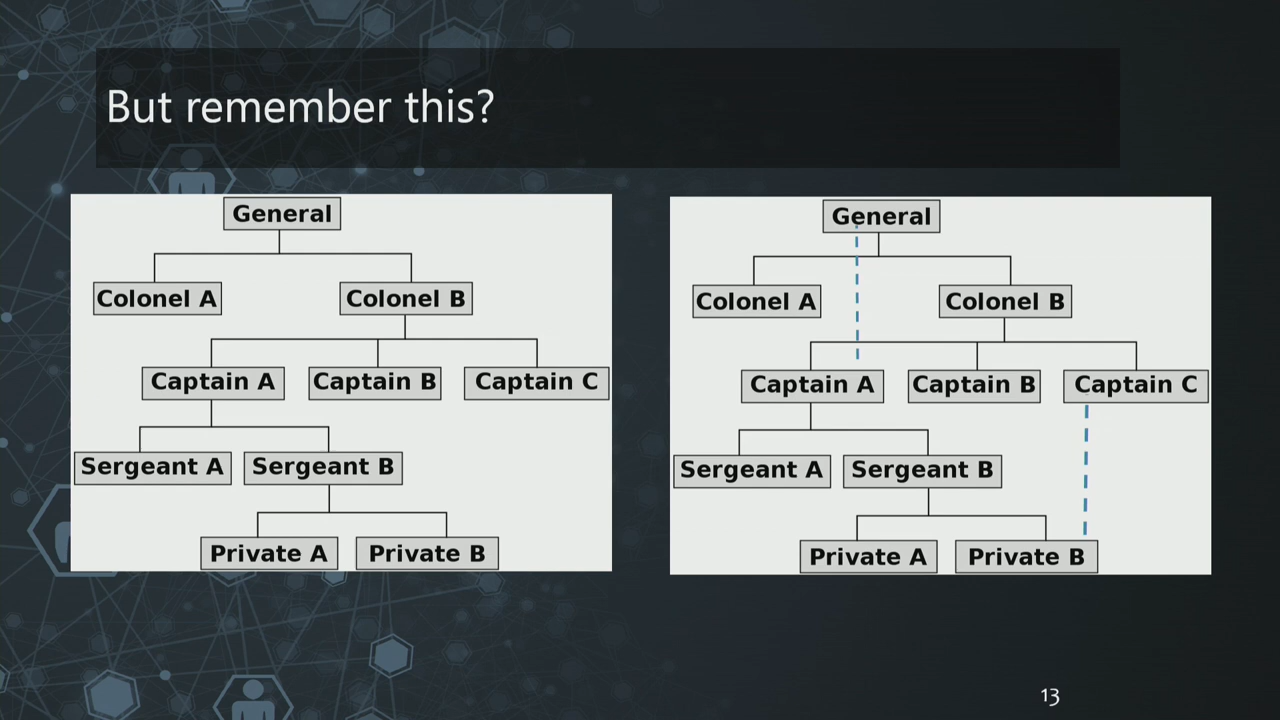 But remember this?
General
Colonel A Colonel B
Captain A Captain B Captain C
Sergeant A Sergeant B
Private A Private B
General
Colonel A Colonel B
Captain A Captain B Captain C
Sergeant A Sergeant B
Private A Private B
13